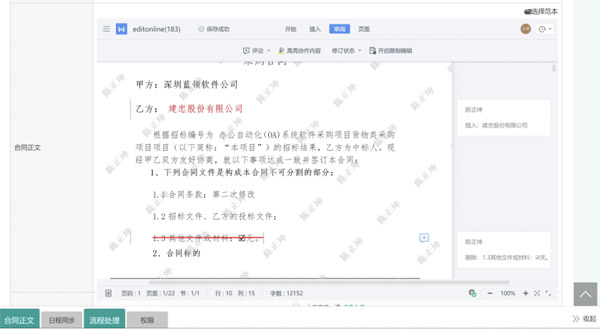 选择范本
editonline(183)
保存成功
开始
插入
审阅
页面
评论
高亮协作内容
修订状态
开启限制编辑
采购合同
甲方：深圳蓝领软件公司
乙方： 建忠股份有限公司
根据招标编号为 办公自动化(OA)系统软件采购项目货物类采购
项目项目（以下简称：“本项目”）的招标结果，乙方为中标人。现
经甲乙双方友好协商，就以下事项达成一致并签订本合同：
1、下列合同文件是构成本合同不可分割的部分：
1.1 合同条款；第二次修改
1.2 招标文件、乙方的投标文件；
1.3 其他文件或材料：☑无。
2、合同标的
陈正坤
插入：建忠股份有限公司
陈正坤
删除：1.3其他文件或材料：☑无。
合同正文
页码：1
页面：1/22
节：1/1
行：10
列：15
字数：12152
100%
合同正文
日程同步
流程处理
权限
收起